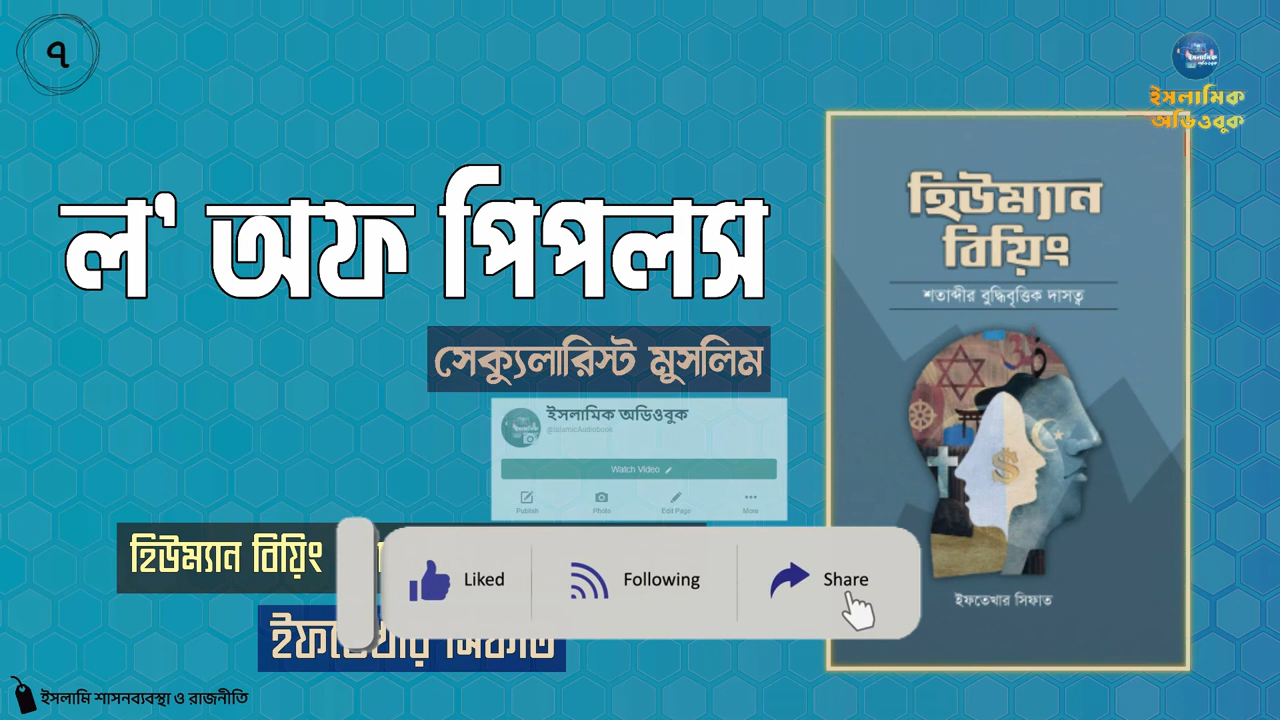 ৭
ইসলামিক
অডিওবুক
ল' অফ পিপলস
সেক্যুলারিস্ট মুসলিম
ইসলামিক অডিওবুক
@IslamicAudiobook
Watch Video
Publish
Photo
Edit Page
More
হিউম্যান বিয়িং
Liked
Following
Share
ইফতেখার সিফাত
ইসলামি শাসনব্যবস্থা ও রাজনীতি
হিউম্যান
বিয়িং
শতাব্দীর বুদ্ধিবৃত্তিক দাসত্ব
ইফতেখার সিফাত